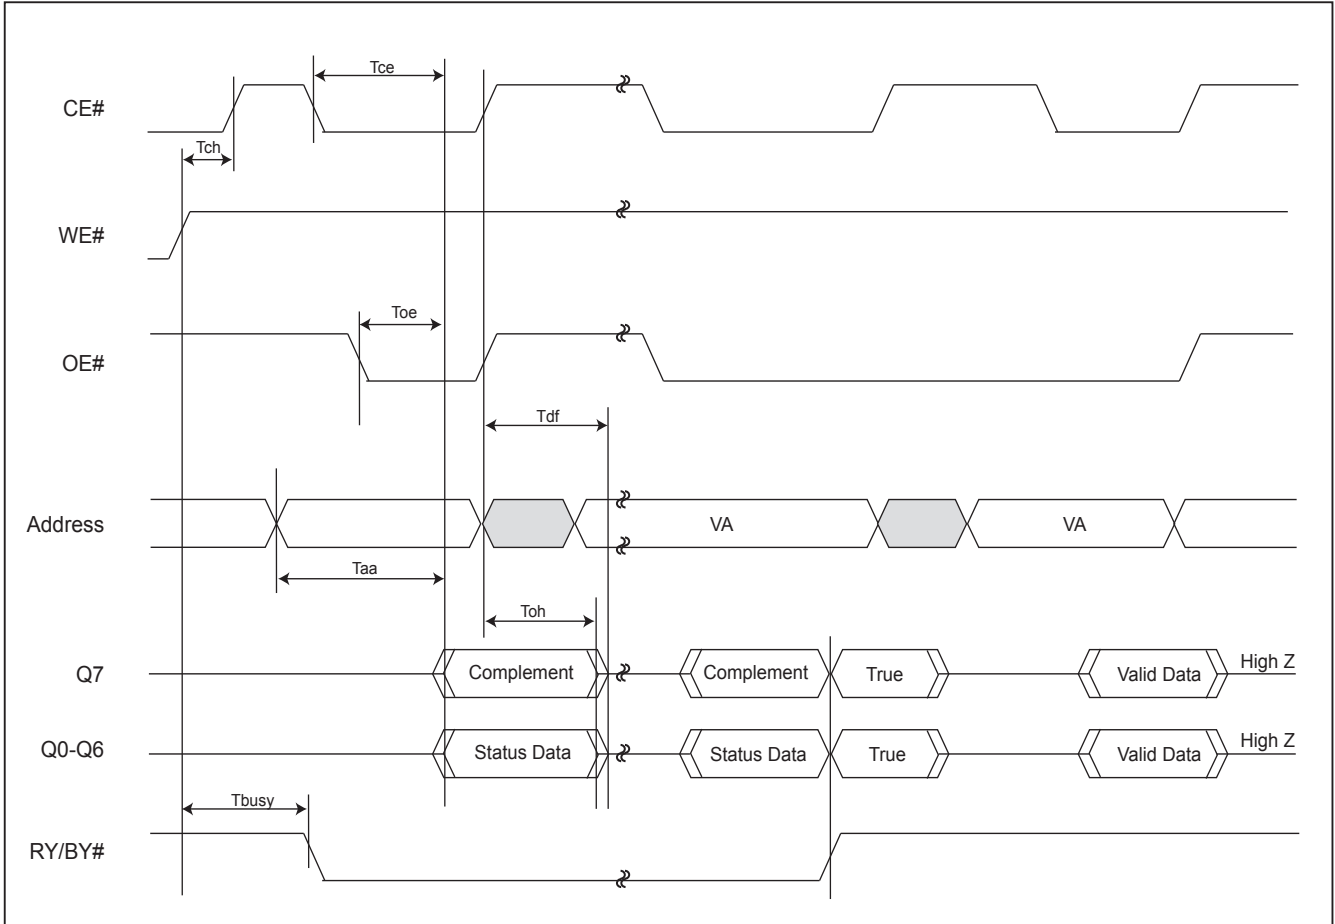 Tce
CE#
Tch
WE#
Toe
OE#
Tdf
Address
VA
VA
Taa
Toh
Q7
Complement
Complement
True
Valid Data
High Z
Q0-Q6
Status Data
Status Data
True
Valid Data
High Z
Tbusy
RY/BY#